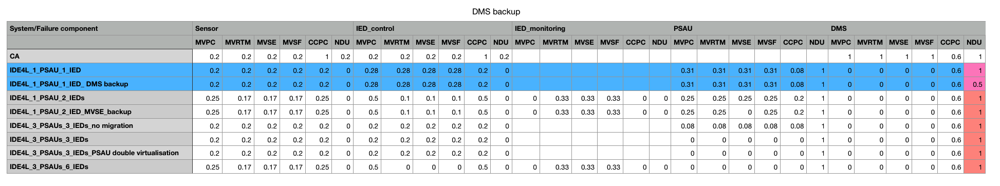 DMS backup
System/Failure component Sensor IED_control IED_monitoring PSAU DMS
MVPC MVRTM MVSE MVSF CCPC NDU MVPC MVRTM MVSE MVSF CCPC NDU MVPC MVRTM MVSE MVSF CCPC NDU MVPC MVRTM MVSE MVSF CCPC NDU MVPC MVRTM MVSE MVSF CCPC NDU
CA 0.2 0.2 0.2 0.2 1 0.2 0.2 0.2 0.2 0.2 1 0.2 1 1 1 1 0.6 1
IDE4L_1_PSAU_1_IED 0.2 0.2 0.2 0.2 0.2 0 0.28 0.28 0.28 0.28 0.2 0 0.31 0.31 0.31 0.31 0.08 1 0 0 0 0 0.6 1
IDE4L_1_PSAU_1_IED_ DMS backup 0.2 0.2 0.2 0.2 0.2 0 0.28 0.28 0.28 0.28 0.2 0 0.31 0.31 0.31 0.31 0.08 1 0 0 0 0 0.6 0.5
IDE4L_1_PSAU_2_IEDs 0.25 0.17 0.17 0.17 0.25 0 0.5 0.1 0.1 0.1 0.5 0 0 0.33 0.33 0.33 0 0 0.25 0.25 0.25 0.25 0.2 1 0 0 0 0 0.6 1
IDE4L_1_PSAU_2_IED_MVSE_backup 0.25 0.17 0.17 0.17 0.25 0 0.5 0.1 0.1 0.1 0.5 0 0 0.33 0.33 0.33 0 0 0.25 0.25 0 0.25 0.2 1 0 0 0 0 0.6 1
IDE4L_3_PSAUs_3_IEDs_no migration 0.2 0.2 0.2 0.2 0.2 0 0.2 0.2 0.2 0.2 0.2 0 0.08 0.08 0.08 0.08 0.08 1 0 0 0 0 0.6 1
IDE4L_3_PSAUs_3_IEDs 0.2 0.2 0.2 0.2 0.2 0 0.2 0.2 0.2 0.2 0.2 0 0 0 0 0 0 1 0 0 0 0 0.6 1
IDE4L_3_PSAUs_3_IEDs_PSAU double virtualisation 0.2 0.2 0.2 0.2 0.2 0 0.2 0.2 0.2 0.2 0.2 0 0 0 0 0 0 1 0 0 0 0 0.6 1
IDE4L_3_PSAUs_6_IEDs 0.25 0.17 0.17 0.17 0.25 0 0.5 0 0 0 0.5 0 0 0.33 0.33 0.33 0 0 0 0 0 0 0 1 0 0 0 0 0.6 1